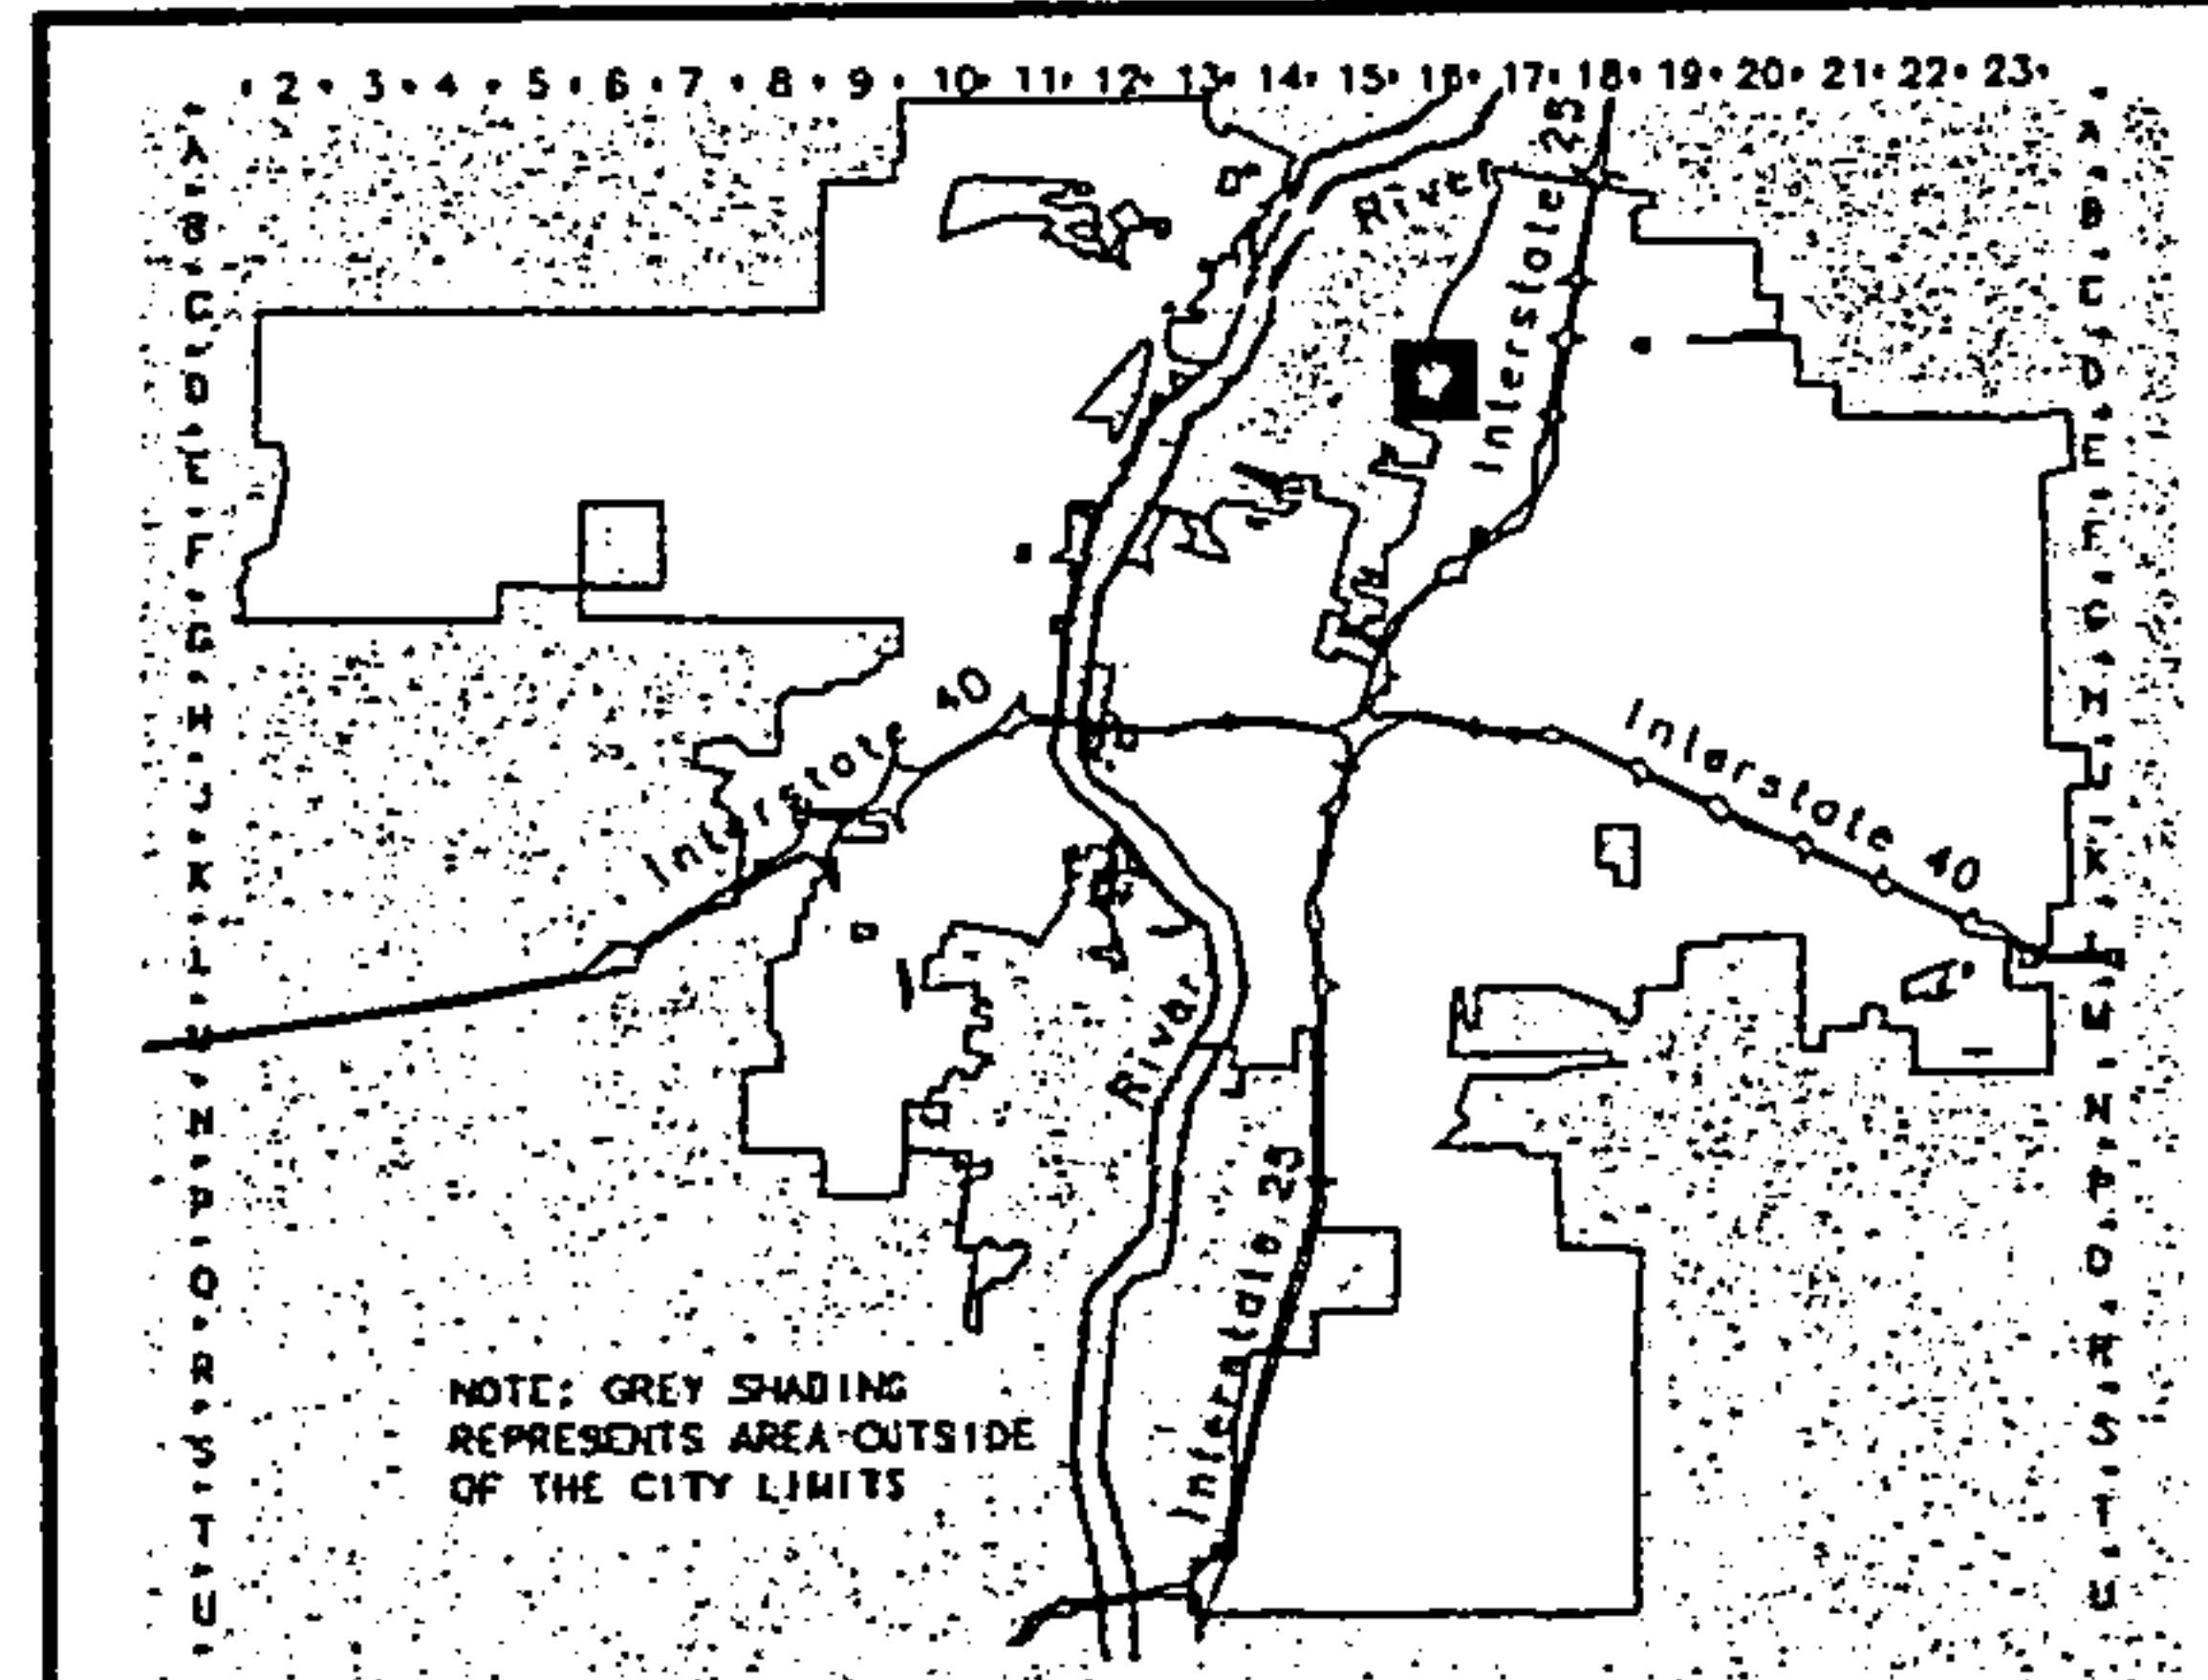 2 3 4 5 6 7 8 9 10 11 12 13 14 15 16 17 18 19 20 21 22 23
A
B
C
D
E
F
G
H
J
K
L
M
N
P
Q
R
S
T
U
A
B
C
D
E
F
G
H
J
K
L
M
N
P
Q
R
S
T
U
River
Interstate 25
Interstate 40
Interstate 40
River
Interstate 25
NOTE: GREY SHADING
REPRESENTS AREA OUTSIDE
OF THE CITY LIMITS